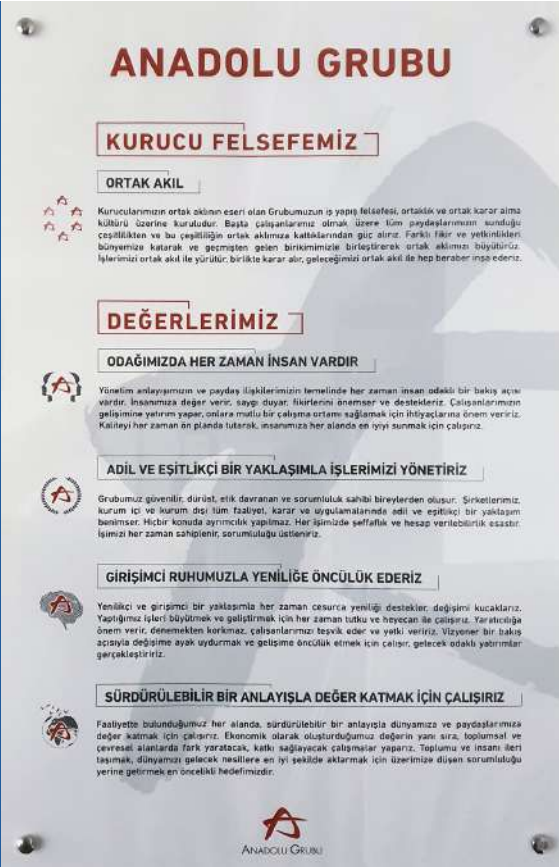 ANADOLU GRUBU
KURUCU FELSEFEMİZ
ORTAK AKIL
Kurucularımızın ortak aklının eseri olan Grubumuzun iş yapış felsefesi, ortaklık ve ortak karar alma
kültürü üzerine kuruludur. Başta çalışanlarımız olmak üzere tüm paydaşlarımızın sunduğu
çeşitlilikten ve bu çeşitliliğin ortak aklımıza kattıklarından güç alırız. Farklı fikir ve yetkinlikleri
bünyemize katarak ve geçmişten gelen birikimimizle birleştirerek ortak aklımızı büyütürüz.
İşlerimizi ortak akıl ile yürütür, birlikte karar alır, geleceğimizi ortak akıl ile hep beraber inşa ederiz.
DEĞERLERİMİZ
ODAĞIMIZDA HER ZAMAN İNSAN VARDIR
Yönetim anlayışımızın ve paydaş ilişkilerimizin temelinde her zaman insan odaklı bir bakış açısı
vardır. İnsanımıza değer verir, saygı duyar, fikirlerini önemser ve destekleriz. Çalışanlarımızın
gelişimine yatırım yapar, onlara mutlu bir çalışma ortamı sağlamak için ihtiyaçlarına önem veririz.
Kaliteyi her zaman ön planda tutarak, insanımıza her alanda en iyiyi sunmak için çalışırız.
ADİL VE EŞİTLİKÇİ BİR YAKLAŞIMLA İŞLERİMİZİ YÖNETİRİZ
Grubumuz güvenilir, dürüst, etik davranan ve sorumluluk sahibi bireylerden oluşur. Şirketlerimiz,
kurum içi ve kurum dışı tüm faaliyet, karar ve uygulamalarında adil ve eşitlikçi bir yaklaşım
benimser. Hiçbir konuda ayrımcılık yapılmaz. Her işimizde şeffaflık ve hesap verilebilirlik esastır.
İşimizi her zaman sahiplenir, sorumluluğu üstleniriz.
GİRİŞİMCİ RUHUMUZLA YENİLİĞE ÖNCÜLÜK EDERİZ
Yenilikçi ve girişimci bir yaklaşımla her zaman cesurca yeniliği destekler, değişimi kucaklarız.
Yaptığımız işleri büyütmek ve geliştirmek için her zaman tutku ve heyecan ile çalışırız. Yaratıcılığa
önem verir, denemekten korkmaz, çalışanlarımızı teşvik eder ve yetki veririz. Vizyoner bir bakış
açısıyla değişime ayak uydurmak ve gelişime öncülük etmek için çalışır, gelecek odaklı yatırımlar
gerçekleştiririz.
SÜRDÜRÜLEBİLİR BİR ANLAYIŞLA DEĞER KATMAK İÇİN ÇALIŞIRIZ
Faaliyette bulunduğumuz her alanda, sürdürülebilir bir anlayışla dünyamıza ve paydaşlarımıza
değer katmak için çalışırız. Ekonomik olarak oluşturduğumuz değerin yanı sıra, toplumsal ve
çevresel alanlarda fark yaratacak, katkı sağlayacak çalışmalar yaparız. Toplumu ve insanı ileri
taşımak, dünyamızı gelecek nesillere en iyi şekilde aktarmak için üzerimize düşen sorumluluğu
yerine getirmek en öncelikli hedefimizdir.
ANADOLU GRUBU